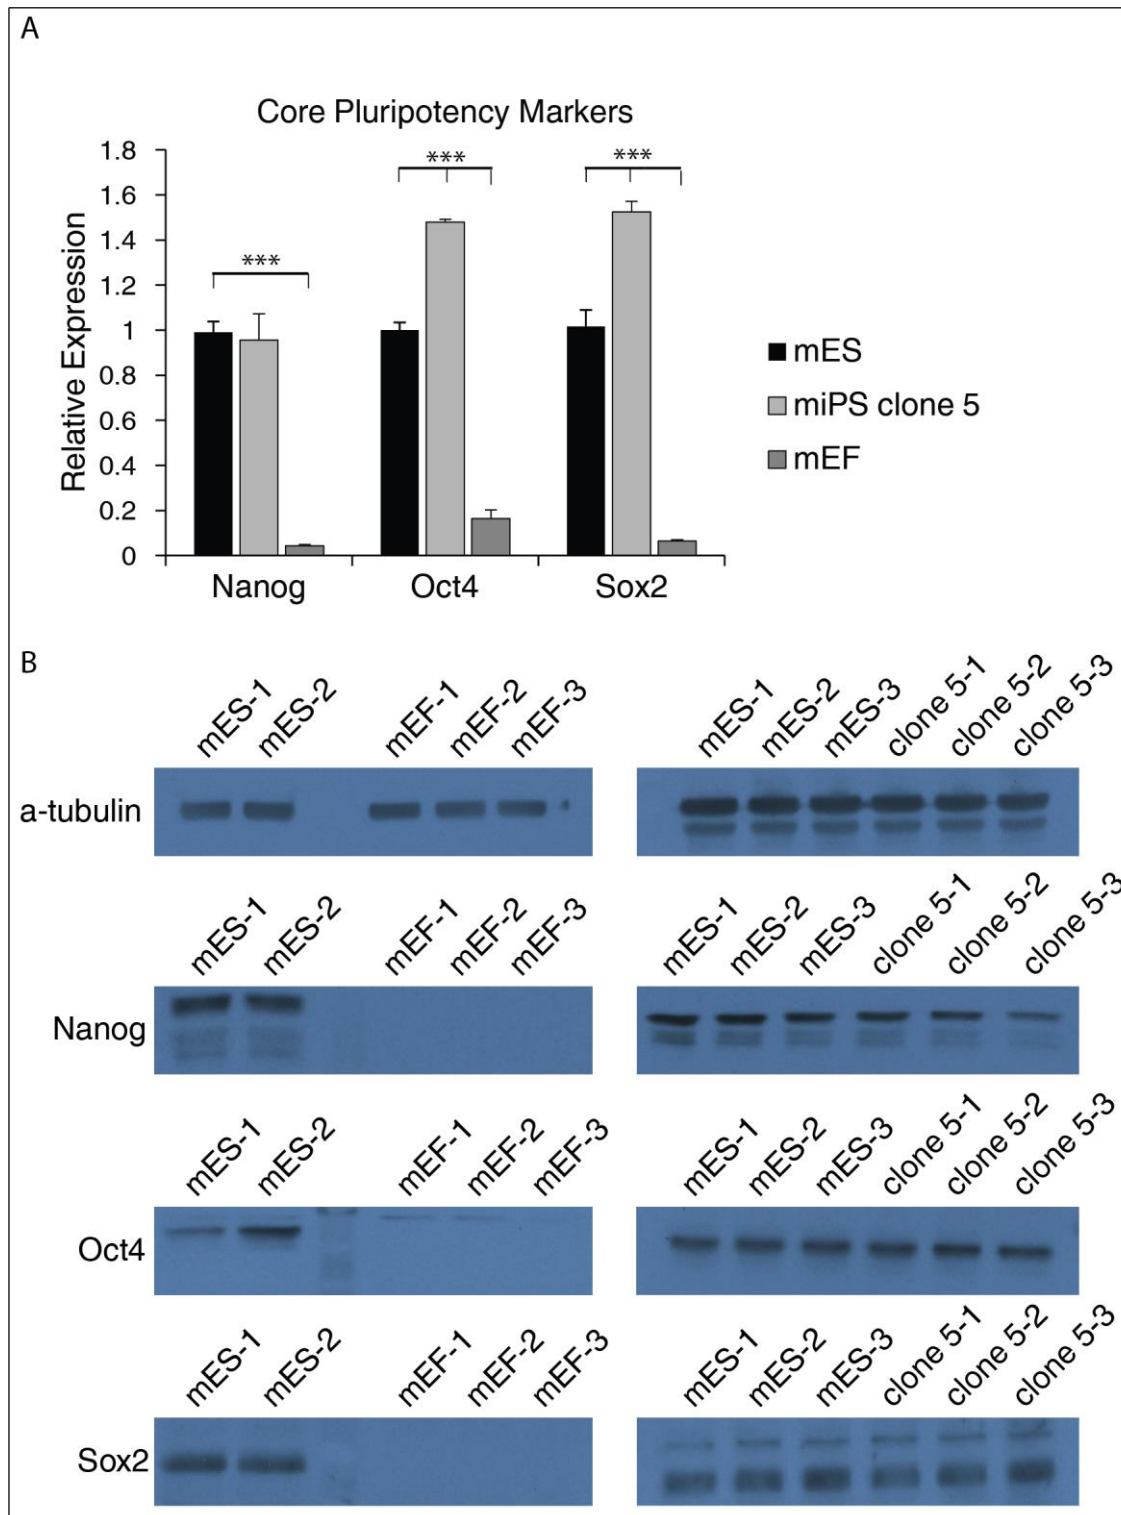 A
Core Pluripotency Markers
1.8
1.6
1.4
1.2
1
0.8
0.6
0.4
0.2
0
Relative Expression
***
***
***
Nanog Oct4 Sox2
mES
miPS clone 5
mEF
B
mES-1 mES-2 mEF-1 mEF-2 mEF-3 mES-1 mES-2 mES-3 clone 5-1 clone 5-2 clone 5-3
a-tubulin
mES-1 mES-2 mEF-1 mEF-2 mEF-3 mES-1 mES-2 mES-3 clone 5-1 clone 5-2 clone 5-3
Nanog
mES-1 mES-2 mEF-1 mEF-2 mEF-3 mES-1 mES-2 mES-3 clone 5-1 clone 5-2 clone 5-3
Oct4
mES-1 mES-2 mEF-1 mEF-2 mEF-3 mES-1 mES-2 mES-3 clone 5-1 clone 5-2 clone 5-3
Sox2